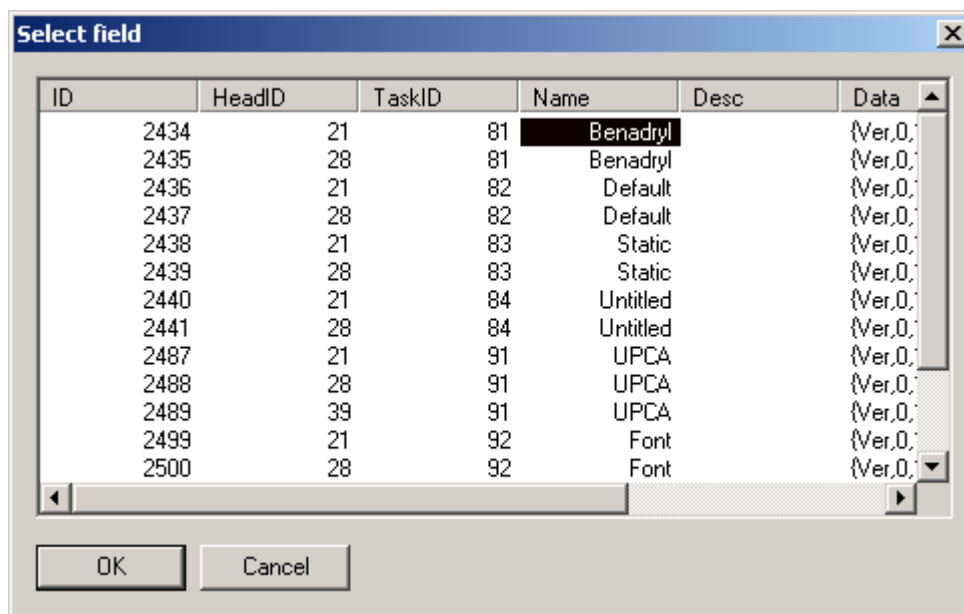 Select field
ID HeadID TaskID Name Desc Data
2434 21 81 Benadryl {Ver,0,
2435 28 81 Benadryl {Ver,0,
2436 21 82 Default {Ver,0,
2437 28 82 Default {Ver,0,
2438 21 83 Static {Ver,0,
2439 28 83 Static {Ver,0,
2440 21 84 Untitled {Ver,0,
2441 28 84 Untitled {Ver,0,
2487 21 91 UPCA {Ver,0,
2488 28 91 UPCA {Ver,0,
2489 39 91 UPCA {Ver,0,
2499 21 92 Font {Ver,0,
2500 28 92 Font {Ver,0,
OK Cancel